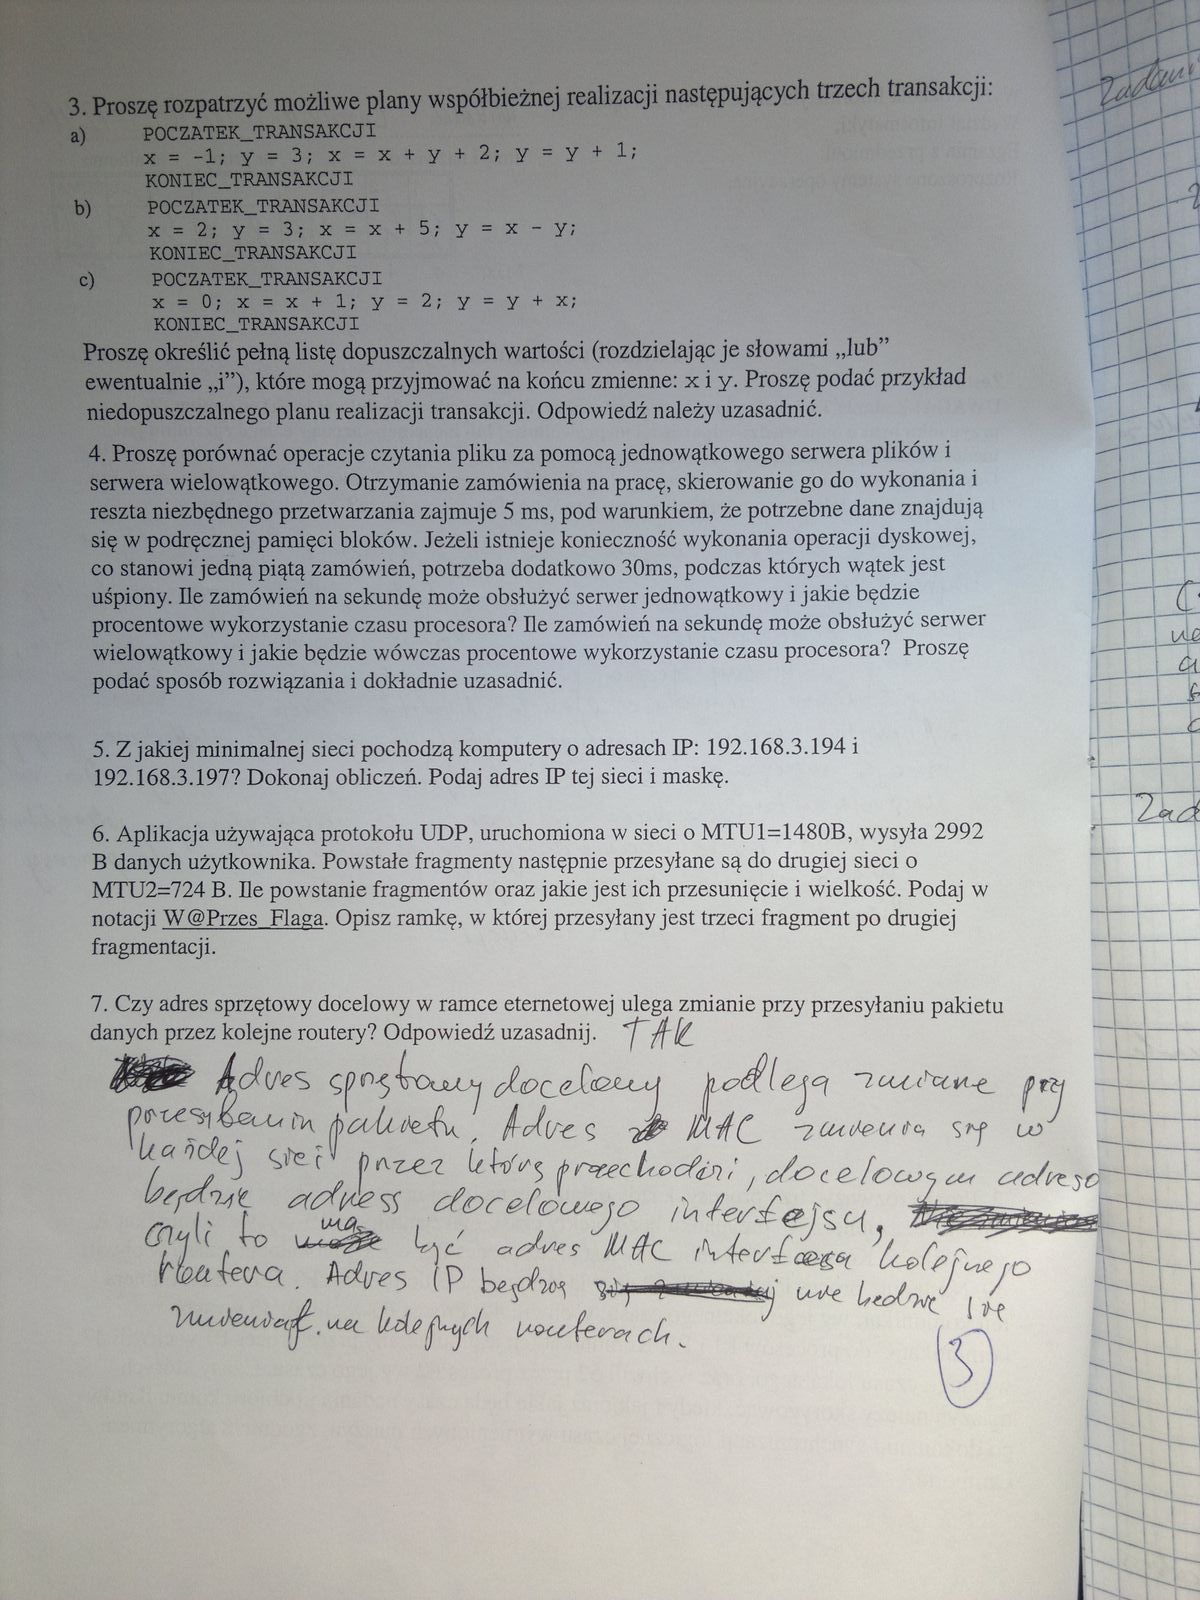 3. Proszę rozpatrzyć możliwe plany współbieżnej realizacji następujących trzech transakcji:
a) POCZATEK_TRANSAKCJI
x = -1; y = 3; x = x + y + 2; y = y + 1;
KONIEC_TRANSAKCJI
b) POCZATEK_TRANSAKCJI
x = 2; y = 3; x = x + 5; y = x - y;
KONIEC_TRANSAKCJI
c) POCZATEK_TRANSAKCJI
x = 0; x = x + 1; y = 2; y = y + x;
KONIEC_TRANSAKCJI
Proszę określić pełną listę dopuszczalnych wartości (rozdzielając je słowami „lub”
ewentualnie „i”), które mogą przyjmować na końcu zmienne: x i y. Proszę podać przykład
niedopuszczalnego planu realizacji transakcji. Odpowiedź należy uzasadnić.
4. Proszę porównać operacje czytania pliku za pomocą jednowątkowego serwera plików i
serwera wielowątkowego. Otrzymanie zamówienia na pracę, skierowanie go do wykonania i
reszta niezbędnego przetwarzania zajmuje 5 ms, pod warunkiem, że potrzebne dane znajdują
się w podręcznej pamięci bloków. Jeżeli istnieje konieczność wykonania operacji dyskowej,
co stanowi jedną piątą zamówień, potrzeba dodatkowo 30ms, podczas których wątek jest
uśpiony. Ile zamówień na sekundę może obsłużyć serwer jednowątkowy i jakie będzie
procentowe wykorzystanie czasu procesora? Ile zamówień na sekundę może obsłużyć serwer
wielowątkowy i jakie będzie wówczas procentowe wykorzystanie czasu procesora? Proszę
podać sposób rozwiązania i dokładnie uzasadnić.
5. Z jakiej minimalnej sieci pochodzą komputery o adresach IP: 192.168.3.194 i
192.168.3.197? Dokonaj obliczeń. Podaj adres IP tej sieci i maskę.
6. Aplikacja używająca protokołu UDP, uruchomiona w sieci o MTU1=1480B, wysyła 2992
B danych użytkownika. Powstałe fragmenty następnie przesyłane są do drugiej sieci o
MTU2=724 B. Ile powstanie fragmentów oraz jakie jest ich przesunięcie i wielkość. Podaj w
notacji W@Przes_Flaga. Opisz ramkę, w której przesyłany jest trzeci fragment po drugiej
fragmentacji.
7. Czy adres sprzętowy docelowy w ramce eternetowej ulega zmianie przy przesyłaniu pakietu
danych przez kolejne routery? Odpowiedź uzasadnij. TAK
Adres sprzętowy docelowy podlega zmianie przy
przesyłaniu pakietu. Adres MAC zmienia się w
każdej sieci przez którą przechodzi, docelowym adreso
będzie adress docelowego interfejsu,
czyli to ma być adres MAC interfesa kolejnego
routera. Adres IP będzie nie będzie się
zmieniał na kolejnych routerach.
3
Zad